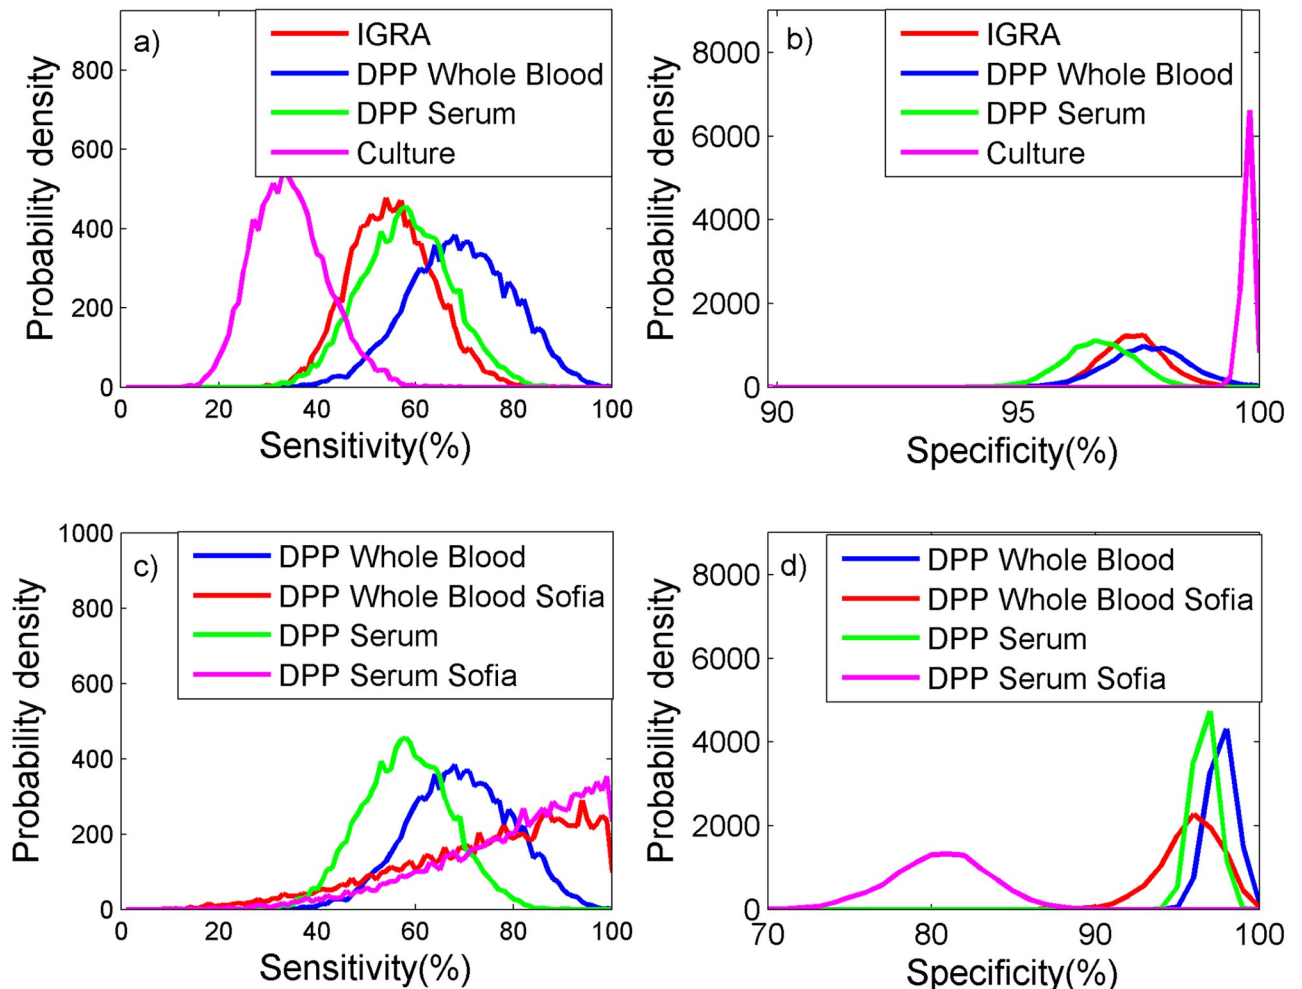 a)
IGRA
DPP Whole Blood
DPP Serum
Culture
800
600
400
200
0
Probability density
0 20 40 60 80 100
Sensitivity(%)
b)
IGRA
DPP Whole Blood
DPP Serum
Culture
8000
6000
4000
2000
0
Probability density
90 95 100
Specificity(%)
c)
DPP Whole Blood
DPP Whole Blood Sofia
DPP Serum
DPP Serum Sofia
1000
800
600
400
200
0
Probability density
0 20 40 60 80 100
Sensitivity(%)
d)
DPP Whole Blood
DPP Whole Blood Sofia
DPP Serum
DPP Serum Sofia
8000
6000
4000
2000
0
Probability density
70 80 90 100
Specificity(%)